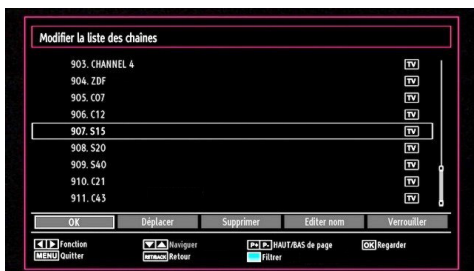 Modifier la liste des chaînes
903. CHANNEL 4 TV
904. ZDF TV
905. C07 TV
906. C12 TV
907. S15 TV
908. S20 TV
909. S40 TV
910. C21 TV
911. C43 TV
OK Déplacer Supprimer Editer nom Verrouiller
Fonction Naviguer P+ P- HAUT/BAS de page OK Regarder
MENU Quitter RET/BACK Retour Filtrer